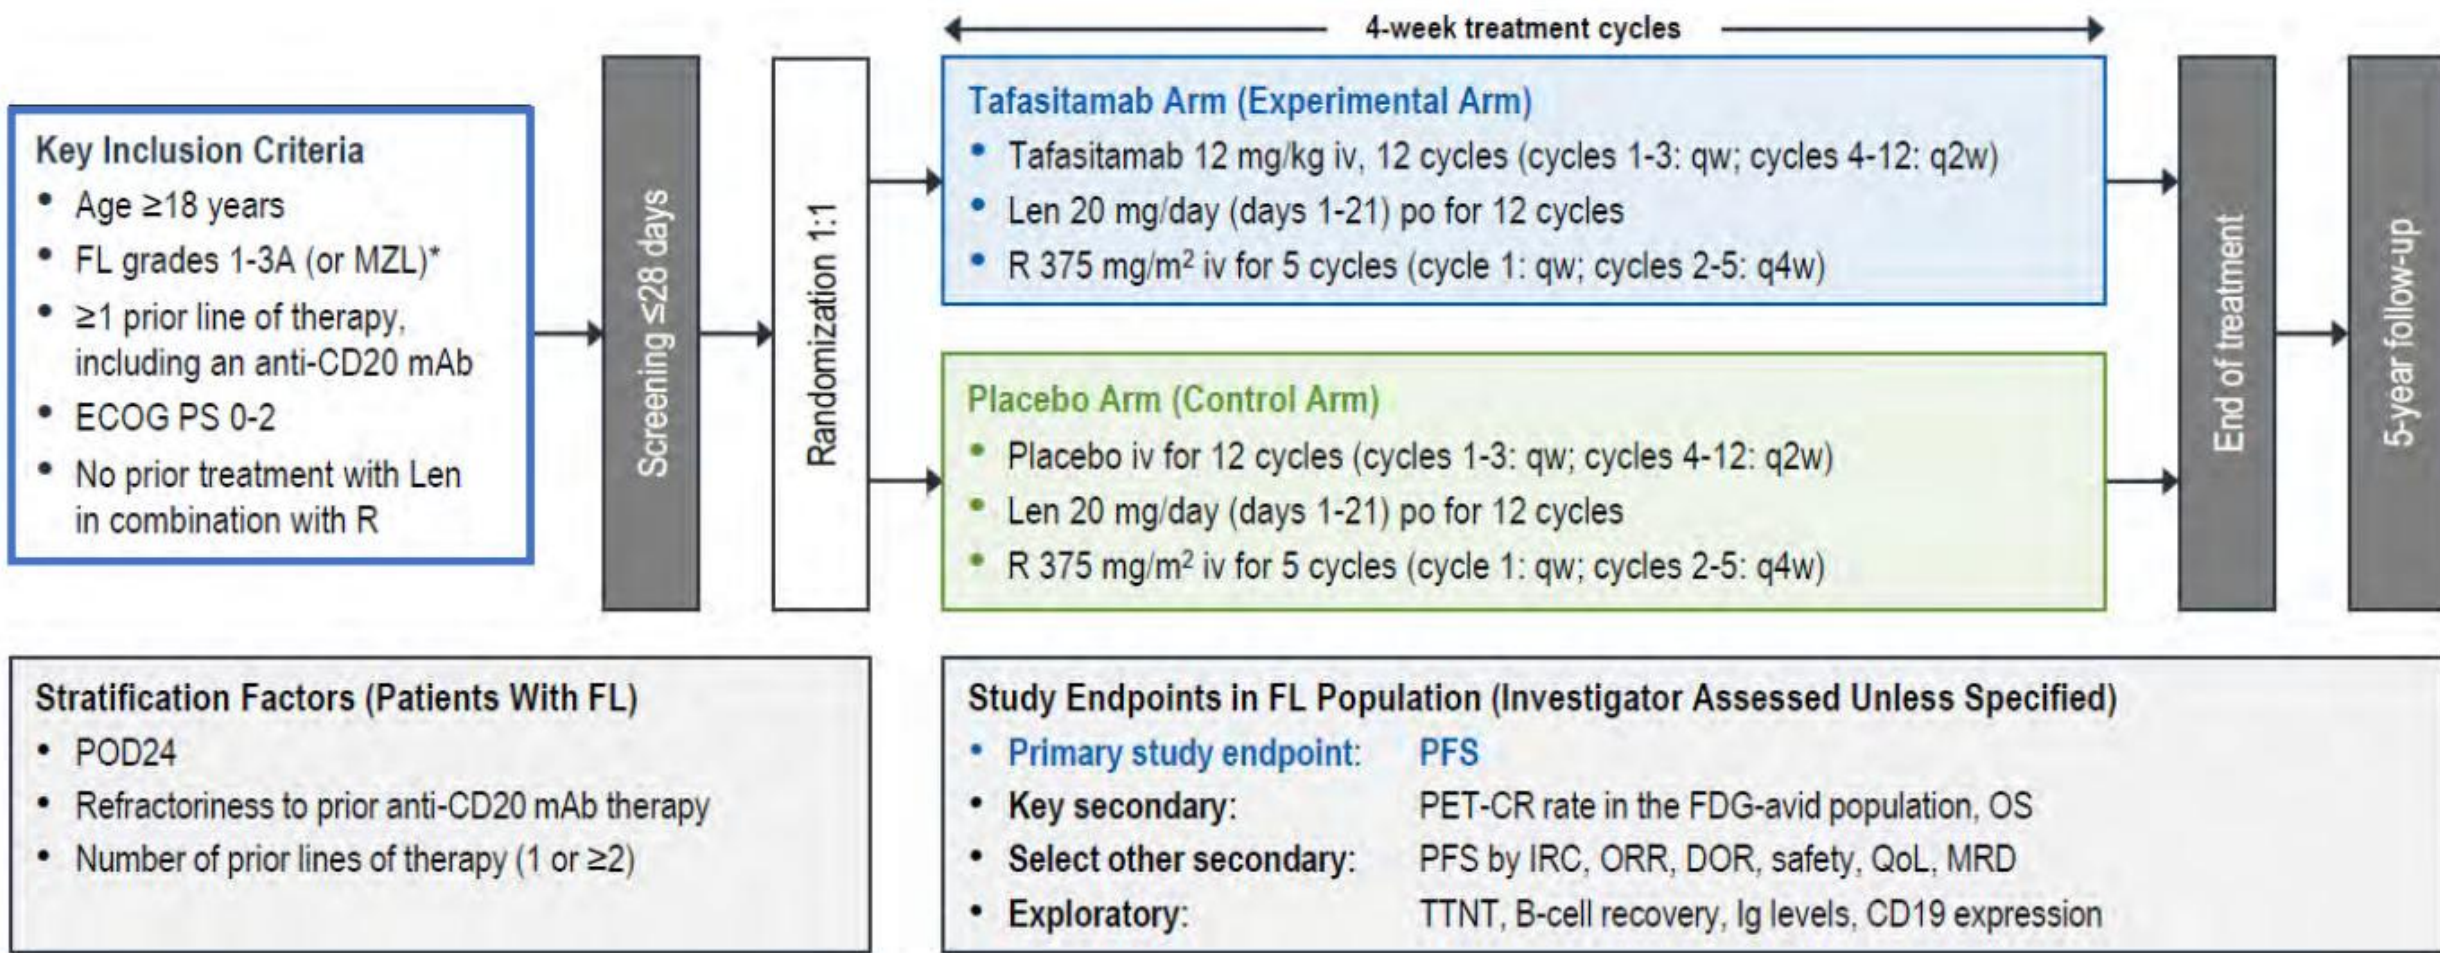 4-week treatment cycles
Key Inclusion Criteria
• Age ≥18 years
• FL grades 1-3A (or MZL)*
• ≥1 prior line of therapy,
including an anti-CD20 mAb
• ECOG PS 0-2
• No prior treatment with Len
in combination with R
Screening ≤28 days
Randomization 1:1
Tafasitamab Arm (Experimental Arm)
• Tafasitamab 12 mg/kg iv, 12 cycles (cycles 1-3: qw; cycles 4-12: q2w)
• Len 20 mg/day (days 1-21) po for 12 cycles
• R 375 mg/m² iv for 5 cycles (cycle 1: qw; cycles 2-5: q4w)
Placebo Arm (Control Arm)
• Placebo iv for 12 cycles (cycles 1-3: qw; cycles 4-12: q2w)
• Len 20 mg/day (days 1-21) po for 12 cycles
• R 375 mg/m² iv for 5 cycles (cycle 1: qw; cycles 2-5: q4w)
End of treatment
5-year follow-up
Stratification Factors (Patients With FL)
• POD24
• Refractoriness to prior anti-CD20 mAb therapy
• Number of prior lines of therapy (1 or ≥2)
Study Endpoints in FL Population (Investigator Assessed Unless Specified)
• Primary study endpoint: PFS
• Key secondary: PET-CR rate in the FDG-avid population, OS
• Select other secondary: PFS by IRC, ORR, DOR, safety, QoL, MRD
• Exploratory: TTNT, B-cell recovery, Ig levels, CD19 expression